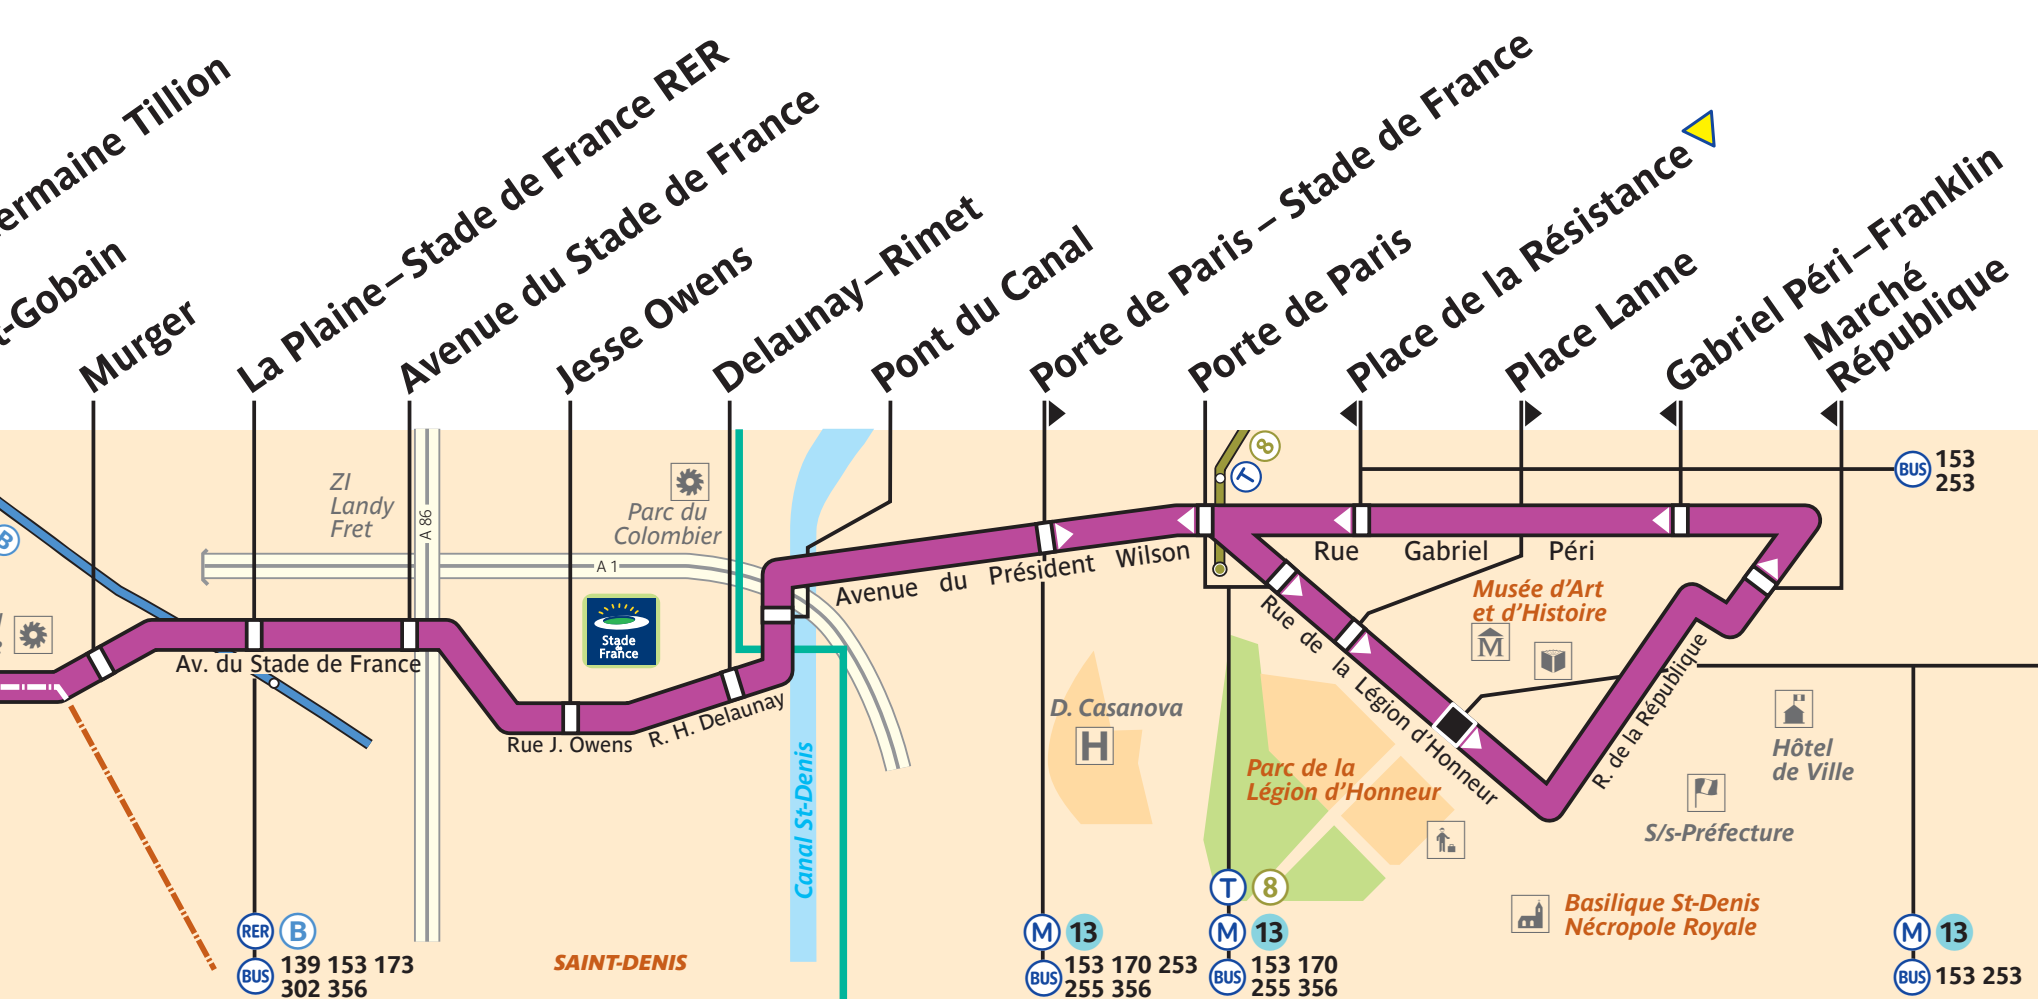 ermaine Tillion
t-Gobain
Murger
La Plaine–Stade de France RER
Avenue du Stade de France
Jesse Owens
Delaunay–Rimet
Pont du Canal
Porte de Paris – Stade de France
Porte de Paris
Place de la Résistance
Place Lanne
Gabriel Péri–Franklin
Marché
République
8
T
BUS 153
253
B
ZI
Landy
Fret
A 86
Parc du
Colombier
A 1
Stade
de
France
Av. du Stade de France
Rue J. Owens
R. H. Delaunay
Canal St-Denis
Avenue du Président Wilson
Rue Gabriel Péri
Rue de la Légion d'Honneur
R. de la République
Musée d'Art
et d'Histoire
M
D. Casanova
H
Parc de la
Légion d'Honneur
Hôtel
de Ville
S/s-Préfecture
Basilique St-Denis
Nécropole Royale
SAINT-DENIS
RER B
BUS 139 153 173
302 356
M 13
BUS 153 170 253
255 356
T 8
M 13
BUS 153 170
255 356
M 13
BUS 153 253